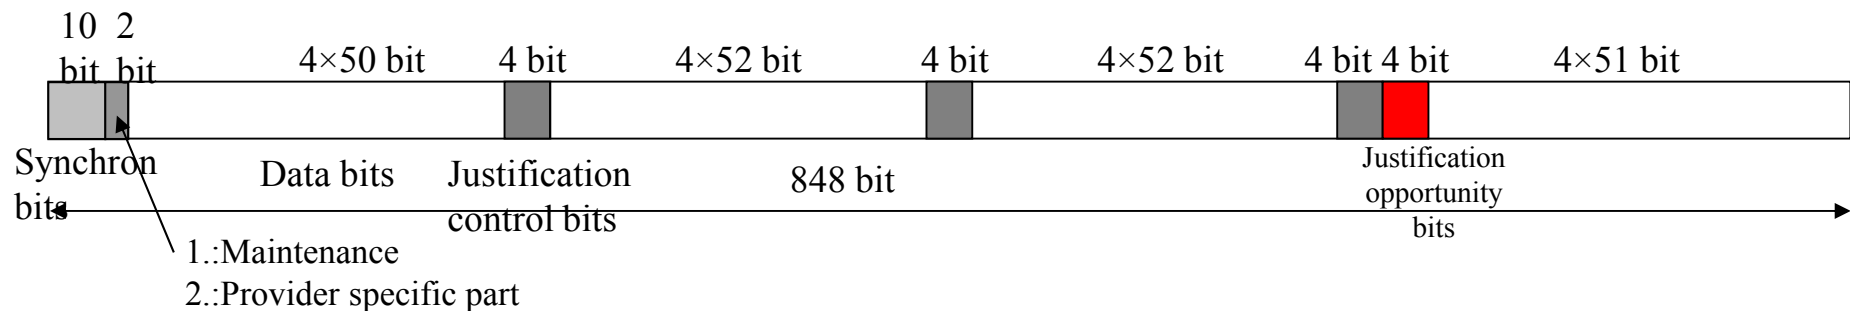 10 2
bit bit
4×50 bit 4 bit 4×52 bit 4 bit 4×52 bit 4 bit 4 bit 4×51 bit
Synchron
bits
Data bits
Justification
control bits
848 bit
Justification
opportunity
bits
1.:Maintenance
2.:Provider specific part